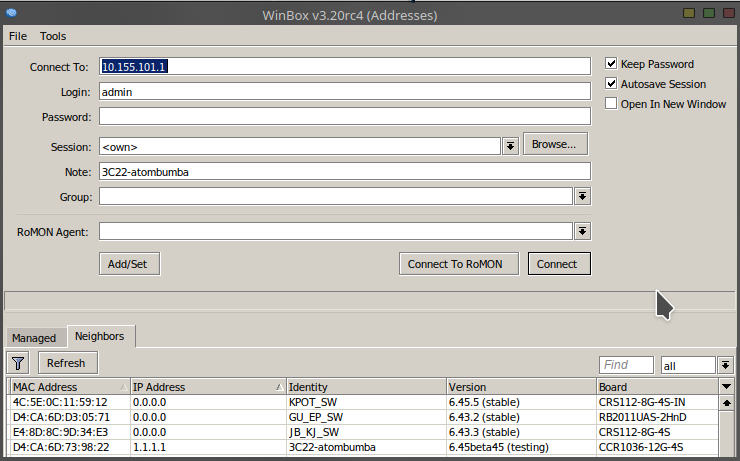 WinBox v3.20rc4 (Addresses)
File Tools
Connect To: 10.155.101.1 Keep Password
Login: admin Autosave Session
Password: Open In New Window
Session: <own> Browse...
Note: 3C22-atombumba
Group:
RoMON Agent:
Add/Set Connect To RoMON Connect
Managed Neighbors
Refresh Find all
MAC Address IP Address Identity Version Board
4C:5E:0C:11:59:12 0.0.0.0 KPOT_SW 6.45.5 (stable) CRS112-8G-4S-IN
D4:CA:6D:D3:05:71 0.0.0.0 GU_EP_SW 6.43.2 (stable) RB2011UAS-2HnD
E4:8D:8C:9D:34:E3 0.0.0.0 JB_KJ_SW 6.43.3 (stable) CRS112-8G-4S
D4:CA:6D:73:98:22 1.1.1.1 3C22-atombumba 6.45beta45 (testing) CCR1036-12G-4S